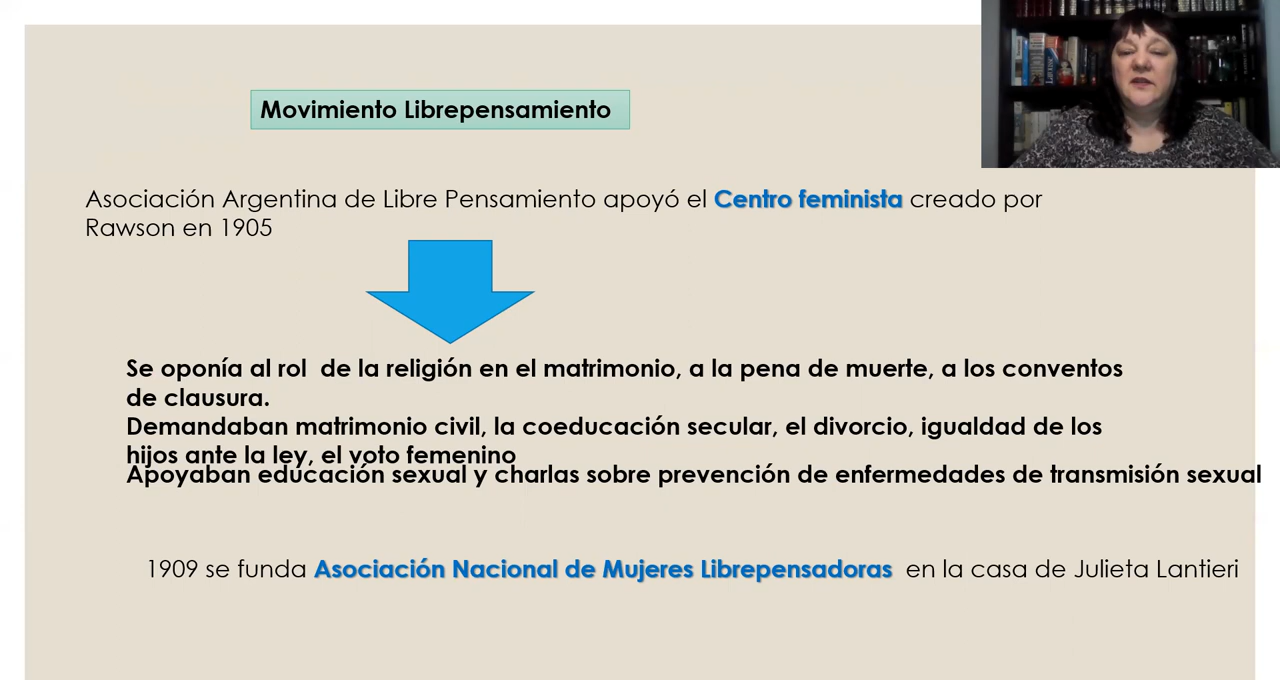 Movimiento Librepensamiento
Asociación Argentina de Libre Pensamiento apoyó el Centro feminista creado por
Rawson en 1905
Se oponía al rol de la religión en el matrimonio, a la pena de muerte, a los conventos
de clausura.
Demandaban matrimonio civil, la coeducación secular, el divorcio, igualdad de los
hijos ante la ley, el voto femenino
Apoyaban educación sexual y charlas sobre prevención de enfermedades de transmisión sexual
1909 se funda Asociación Nacional de Mujeres Librepensadoras en la casa de Julieta Lantieri